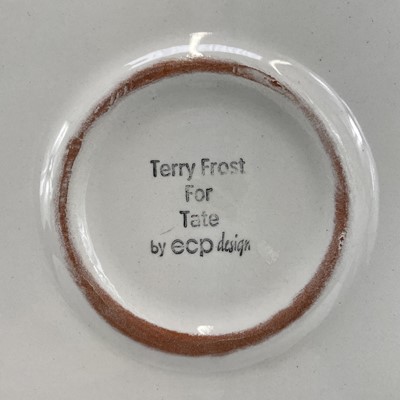 Terry Frost
For
Tate
by ecp design